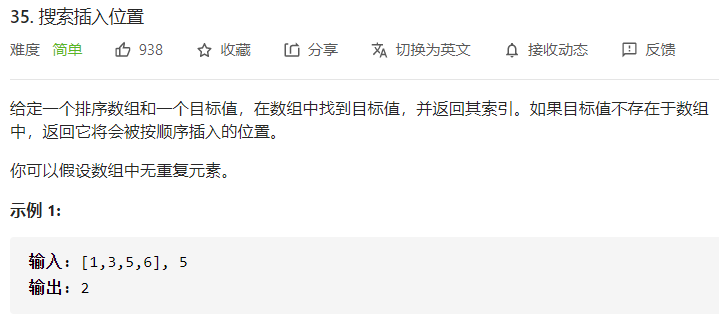 35. 搜索插入位置
难度 简单 938 收藏 分享 切换为英文 接收动态 反馈
给定一个排序数组和一个目标值，在数组中找到目标值，并返回其索引。如果目标值不存在于数组
中，返回它将会被按顺序插入的位置。
你可以假设数组中无重复元素。
示例 1:
输入: [1,3,5,6], 5
输出: 2